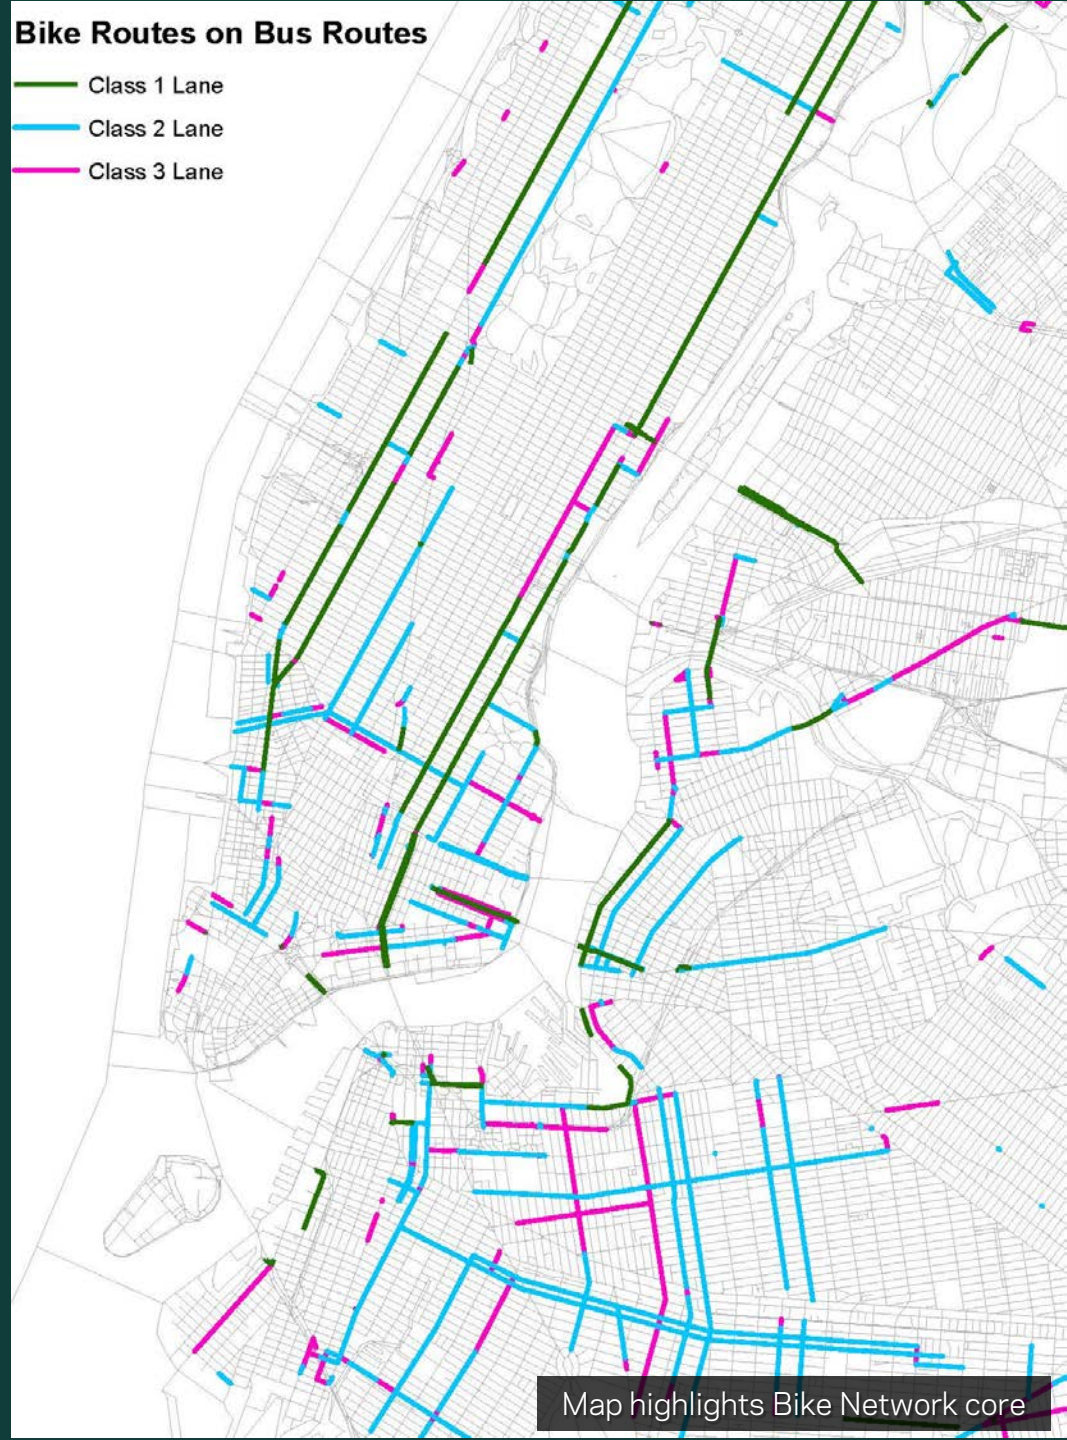 Bike Routes on Bus Routes
Class 1 Lane
Class 2 Lane
Class 3 Lane
Map highlights Bike Network core